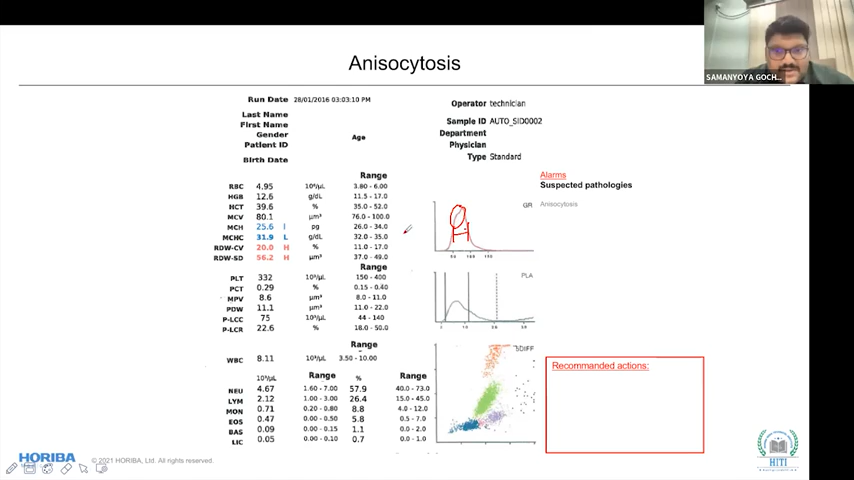 SAMANYOYA GOCH...
Anisocytosis
Run Date 28/01/2016 03:03:10 PM
Last Name
First Name
Gender
Patient ID
Birth Date
Age
Operator technician
Sample ID AUTO_SID0002
Department
Physician
Type Standard
Range
RBC 4.95 10⁶/µL 3.80 - 6.00
HGB 12.6 g/dL 11.5 - 17.0
HCT 39.6 % 35.0 - 52.0
MCV 80.1 µm³ 76.0 - 100.0
MCH 25.6 l pg 26.0 - 34.0
MCHC 31.9 L g/dL 32.0 - 35.0
RDW-CV 20.0 H % 11.0 - 17.0
RDW-SD 56.2 H µm³ 37.0 - 49.0
Range
PLT 332 10³/µL 150 - 400
PCT 0.29 % 0.15 - 0.40
MPV 8.6 µm³ 8.0 - 11.0
PDW 11.1 µm³ 11.0 - 22.0
P-LCC 75 10³/µL 44 - 140
P-LCR 22.6 % 18.0 - 50.0
Range
WBC 8.11 10³/µL 3.50 - 10.00
10³/µL Range % Range
NEU 4.67 1.60 - 7.00 57.9 40.0 - 73.0
LYM 2.12 1.00 - 3.00 26.4 15.0 - 45.0
MON 0.71 0.20 - 0.80 8.8 4.0 - 12.0
EOS 0.47 0.00 - 0.50 5.8 0.5 - 7.0
BAS 0.09 0.00 - 0.15 1.1 0.0 - 2.0
LIC 0.05 0.00 - 0.10 0.7 0.0 - 1.0
GR
PLA
5DIFF
Alarms
Suspected pathologies
Anisocytosis
Recommanded actions:
HORIBA
© 2021 HORIBA, Ltd. All rights reserved.
HITI